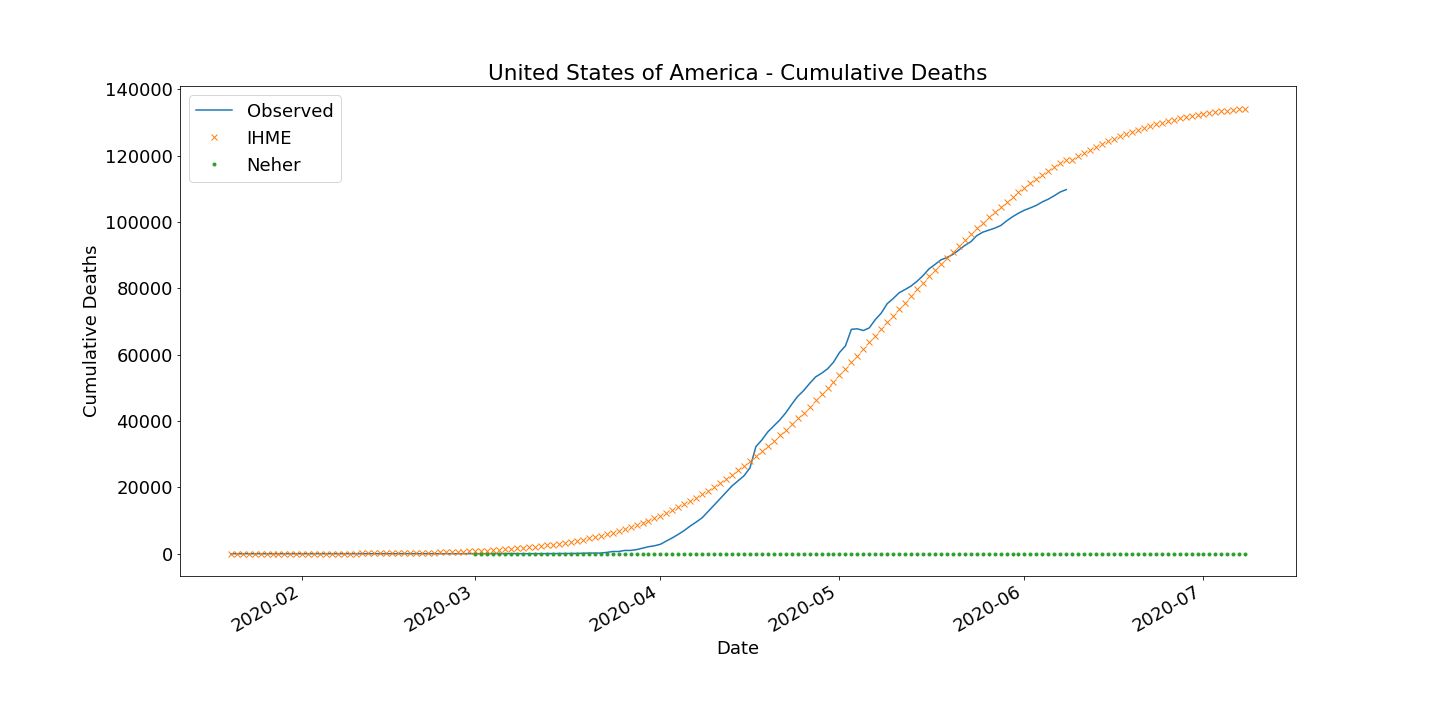 United States of America - Cumulative Deaths
140000
120000
100000
80000
60000
40000
20000
0
Cumulative Deaths
Observed
IHME
Neher
2020-02
2020-03
2020-04
2020-05
2020-06
2020-07
Date